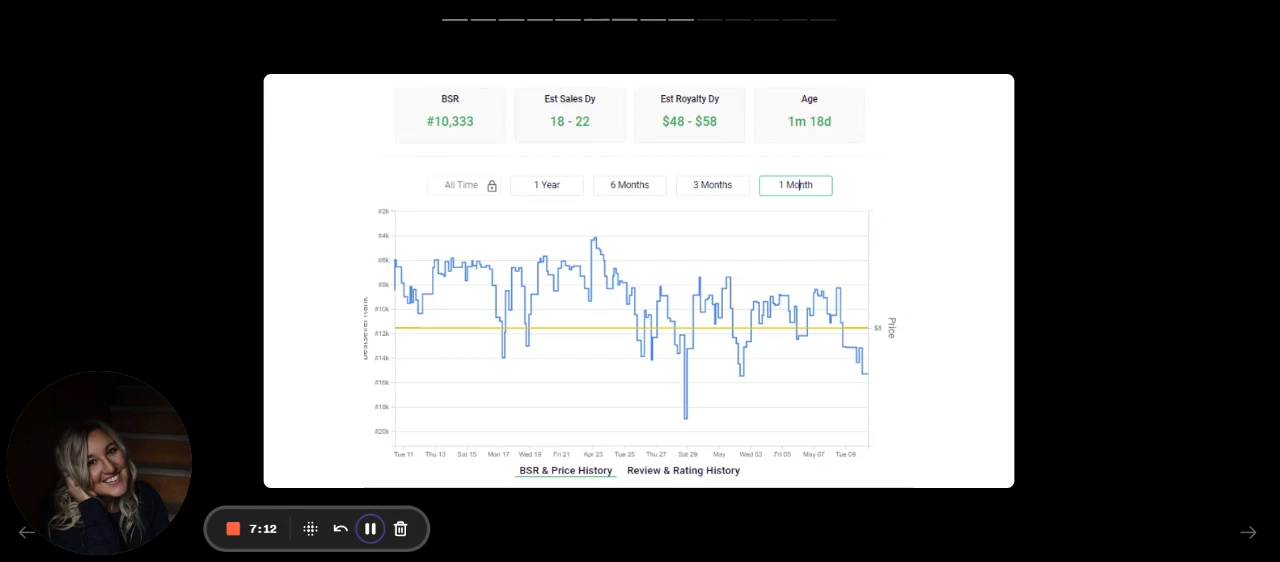 BSR
Est Sales Dy
Est Royalty Dy
Age
#10,333
18 - 22
$48 - $58
1m 18d
All Time
1 Year
6 Months
3 Months
1 Month
#2k
#4k
#6k
#8k
#10k
#12k
#14k
#16k
#18k
#20k
Bestseller Rank
$8
Price
Tue 11
Thu 13
Sat 15
Mon 17
Wed 19
Fri 21
Apr 23
Tue 25
Thu 27
Sat 29
May
Wed 03
Fri 05
May 07
Tue 09
BSR & Price History
Review & Rating History
7:12